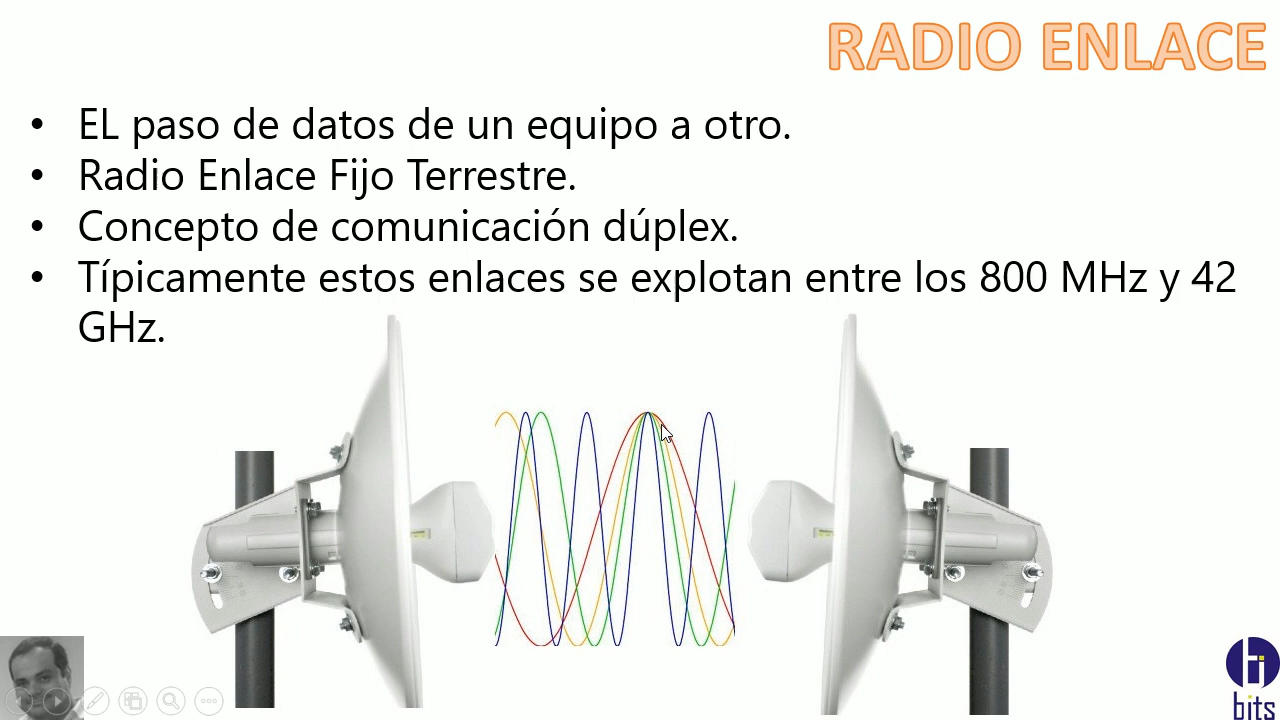 RADIO ENLACE
• EL paso de datos de un equipo a otro.
• Radio Enlace Fijo Terrestre.
• Concepto de comunicación dúplex.
• Típicamente estos enlaces se explotan entre los 800 MHz y 42
GHz.
bits